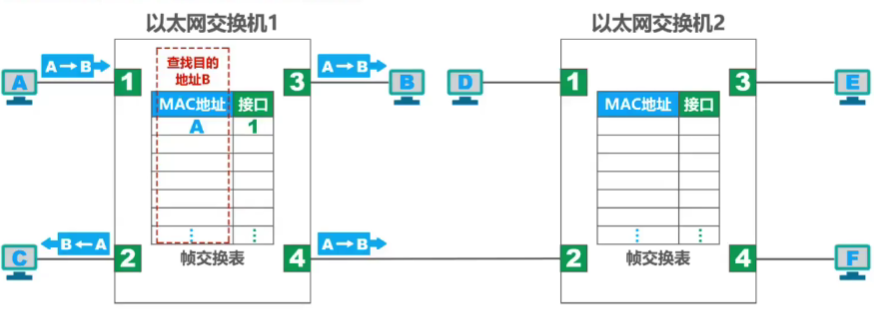 以太网交换机1
以太网交换机2
A
A→B
1
查找目的
地址B
3
A→B
B
D
1
3
E
MAC地址 接口
A 1
MAC地址 接口
⋮ ⋮
⋮ ⋮
C
B←A
2
帧交换表
4
A→B
2
帧交换表
4
F